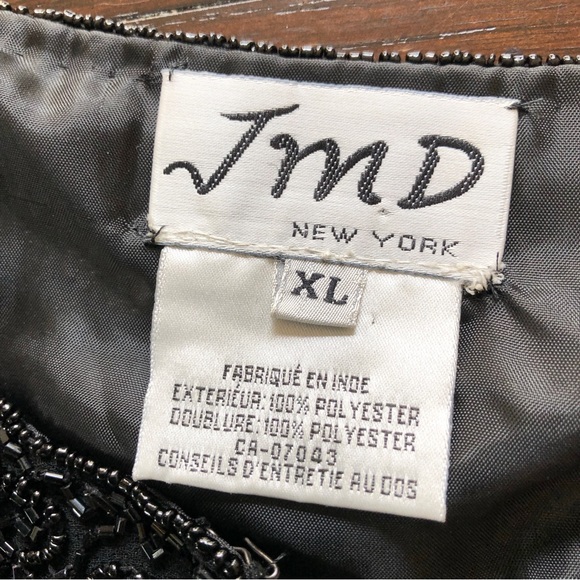 JMD
NEW YORK
XL
FABRIQUÉ EN INDE
EXTERIEUR: 100% POLYESTER
DOUBLURE: 100% POLYESTER
CA-07043
CONSEILS D'ENTRETIE AU DOS